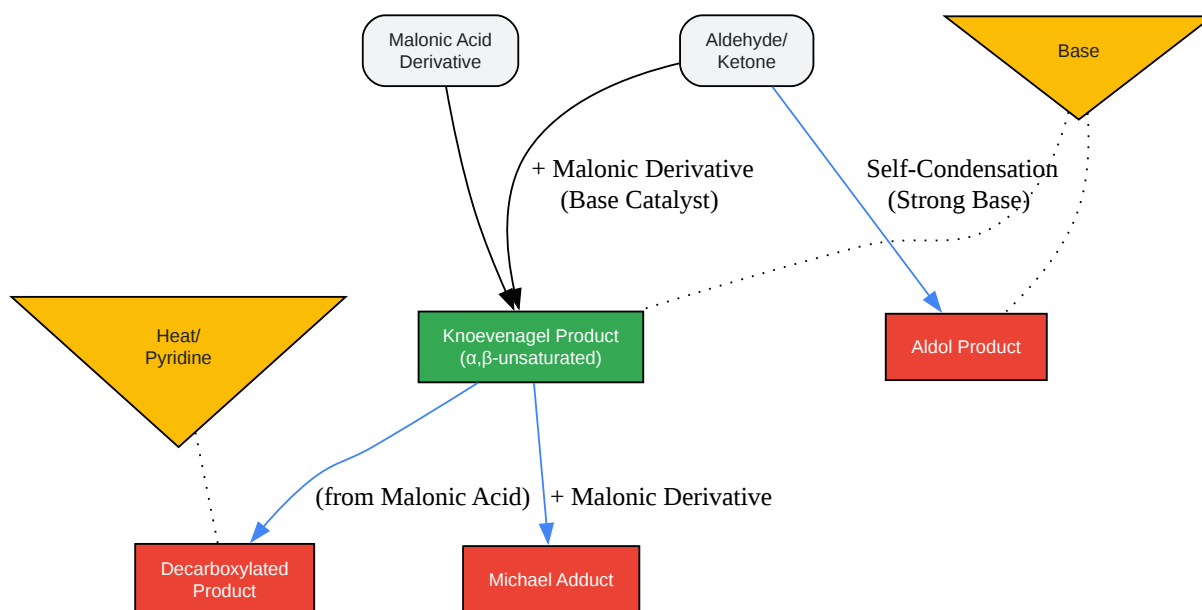 Malonic Acid
Derivative
Aldehyde/
Ketone
Base
+ Malonic Derivative
(Base Catalyst)
Self-Condensation
(Strong Base)
Heat/
Pyridine
Knoevenagel Product
(α,β-unsaturated)
Aldol Product
(from Malonic Acid)
+ Malonic Derivative
Decarboxylated
Product
Michael Adduct